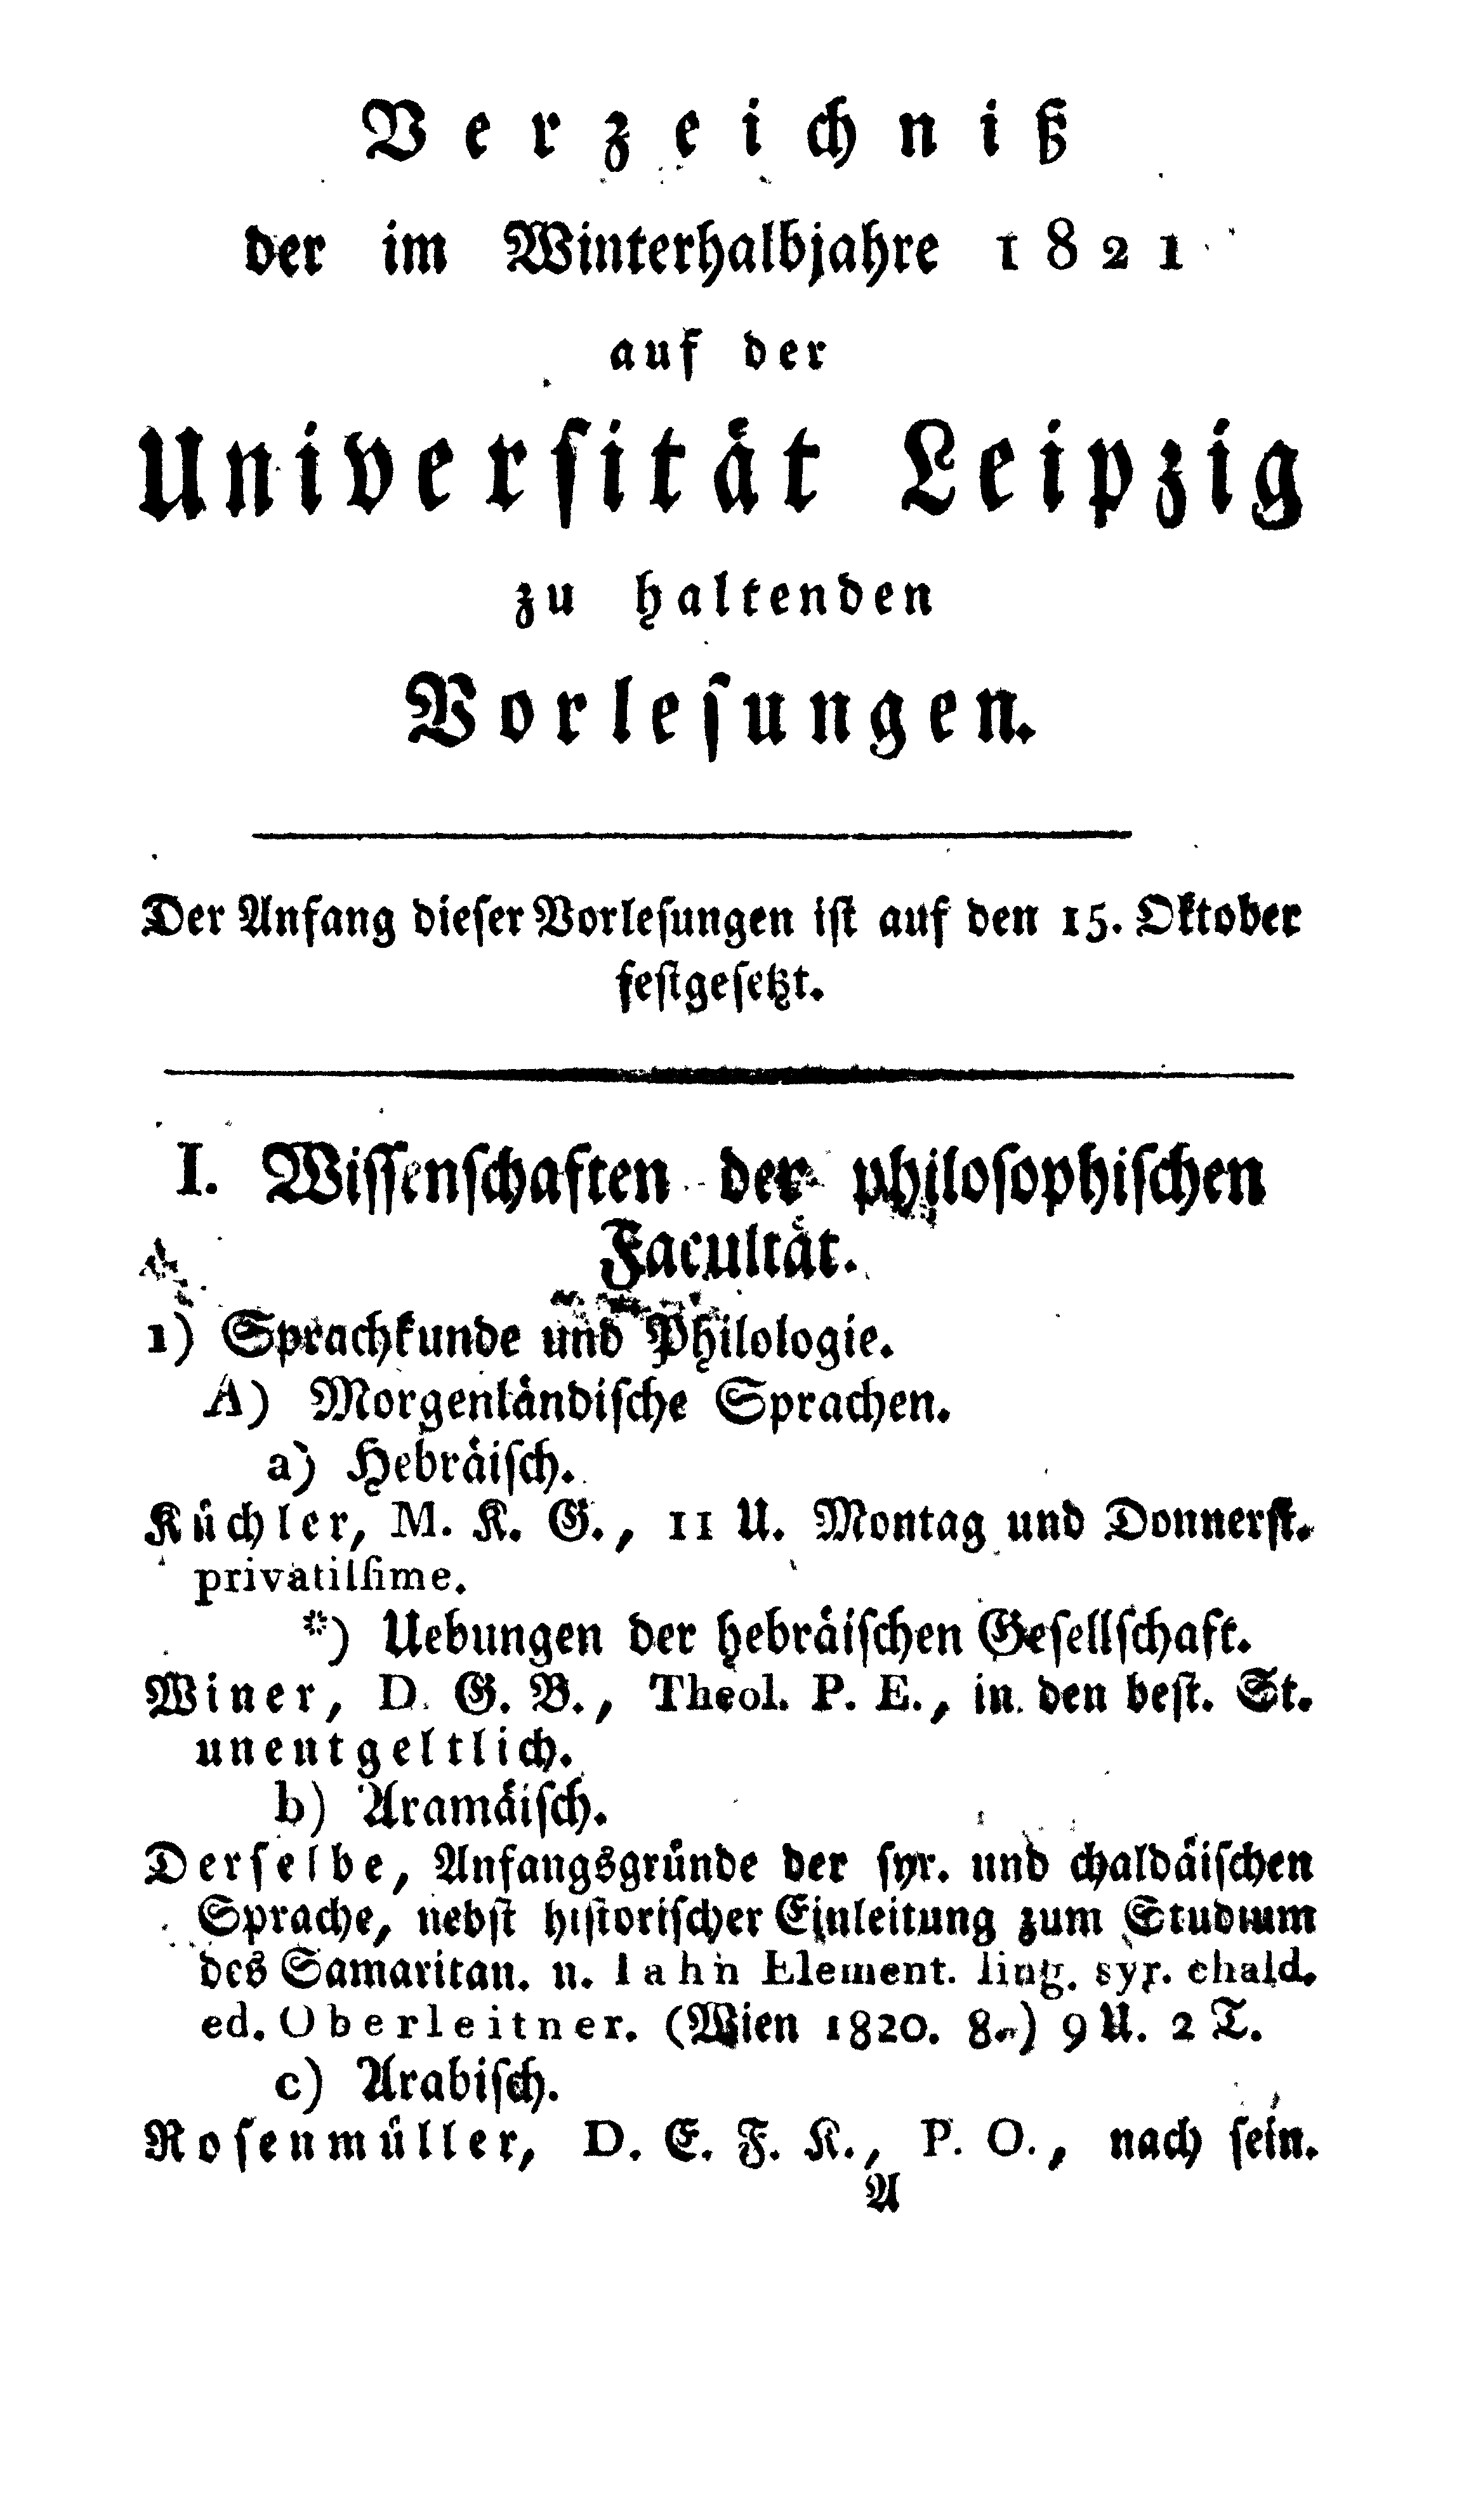 Verzeichniß
der im Winterhalbjahre 1821
auf der
Universität Leipzig
zu haltenden
Vorlesungen.
Der Anfang dieser Vorlesungen ist auf den 15. Oktober
festgesetzt.
I. Wissenschaften der philosophischen
Facultät.
1) Sprachkunde und Philologie.
A) Morgenländische Sprachen.
a) Hebräisch.
Küchler, M. K. G., 11 U. Montag und Donnerst.
privatissime.
*) Uebungen der hebräischen Gesellschaft.
Winer, D. G. B., Theol. P. E., in den best. St.
unentgeltlich.
b) Aramäisch.
Derselbe, Anfangsgründe der syr. und chaldäischen
Sprache, nebst historischer Einleitung zum Studium
des Samaritan. n. Iahn Element. ling. syr. chald.
ed. Oberleitner. (Wien 1820. 8.) 9 U. 2 T.
c) Arabisch.
Rosenmüller, D. E. F. K., P. O., nach sein.
A